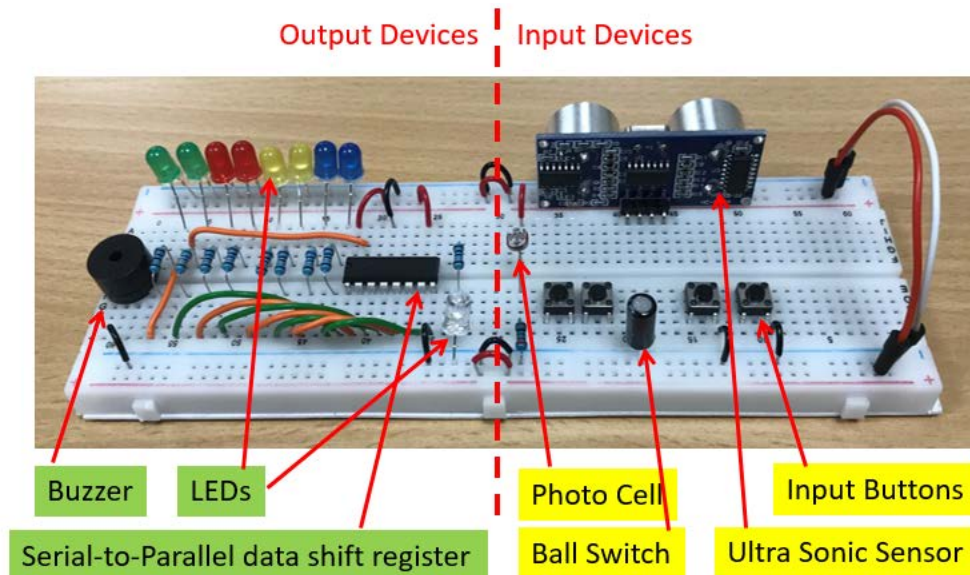 Output Devices
Input Devices
Buzzer
LEDs
Photo Cell
Input Buttons
Serial-to-Parallel data shift register
Ball Switch
Ultra Sonic Sensor